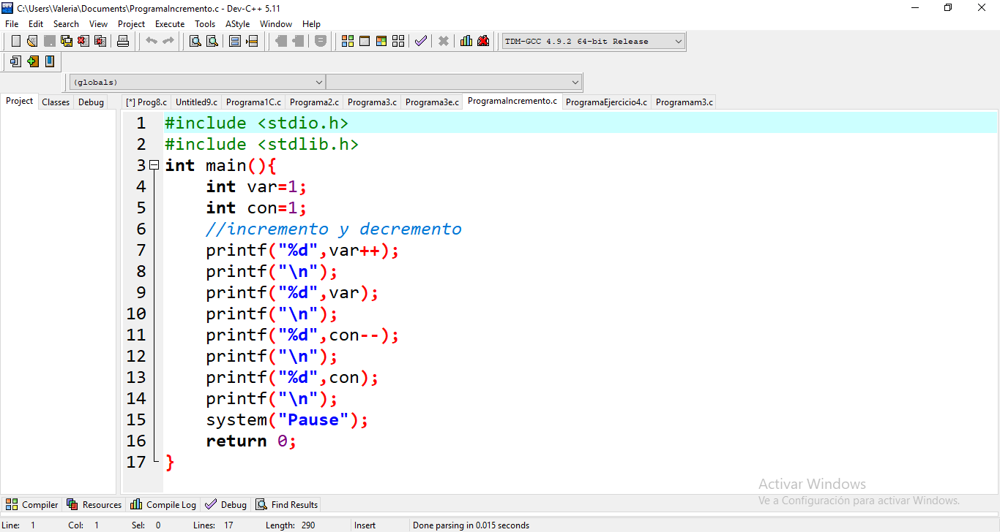 C:\Users\Valeria\Documents\ProgramaIncremento.c - Dev-C++ 5.11
File Edit Search View Project Execute Tools AStyle Window Help
TDM-GCC 4.9.2 64-bit Release
(globals)
Project Classes Debug [*] Prog8.c Untitled9.c Programa1C.c Programa2.c Programa3.c Programa3e.c ProgramaIncremento.c ProgramaEjercicio4.c Programam3.c
1 #include <stdio.h>
2 #include <stdlib.h>
3 int main(){
4 int var=1;
5 int con=1;
6 //incremento y decremento
7 printf("%d",var++);
8 printf("\n");
9 printf("%d",var);
10 printf("\n");
11 printf("%d",con--);
12 printf("\n");
13 printf("%d",con);
14 printf("\n");
15 system("Pause");
16 return 0;
17 }
Activar Windows
Ve a Configuración para activar Windows.
Compiler Resources Compile Log Debug Find Results
Line: 1 Col: 1 Sel: 0 Lines: 17 Length: 290 Insert Done parsing in 0.015 seconds